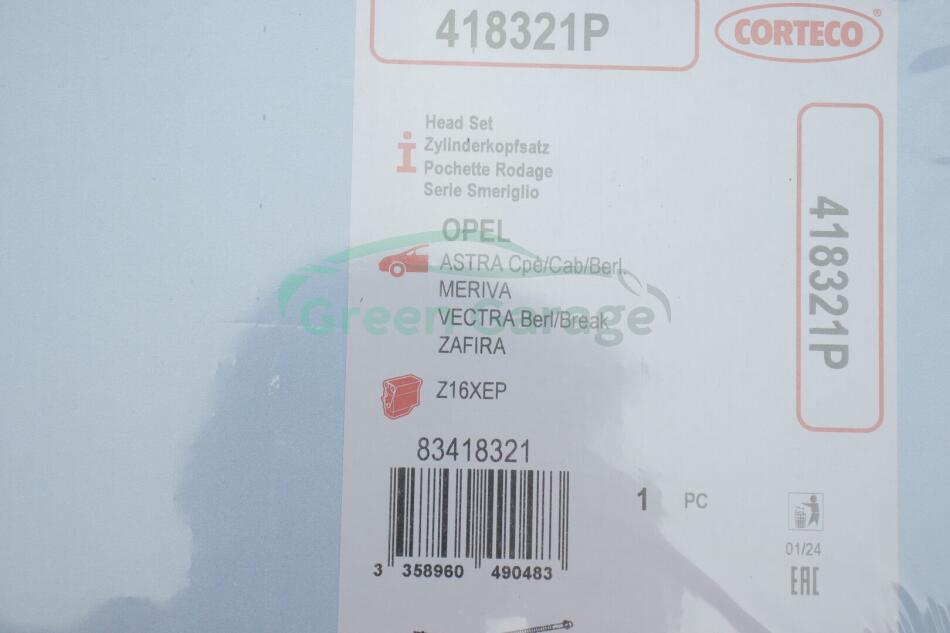 418321P
CORTECO®
Head Set
Zylinderkopfsatz
Pochette Rodage
Serie Smeriglio
OPEL
ASTRA Cpé/Cab/Berl.
MERIVA
VECTRA Berl/Break
ZAFIRA
Green Garage
Z16XEP
418321P
83418321
1 PC
3 358960 490483
01/24
EAC